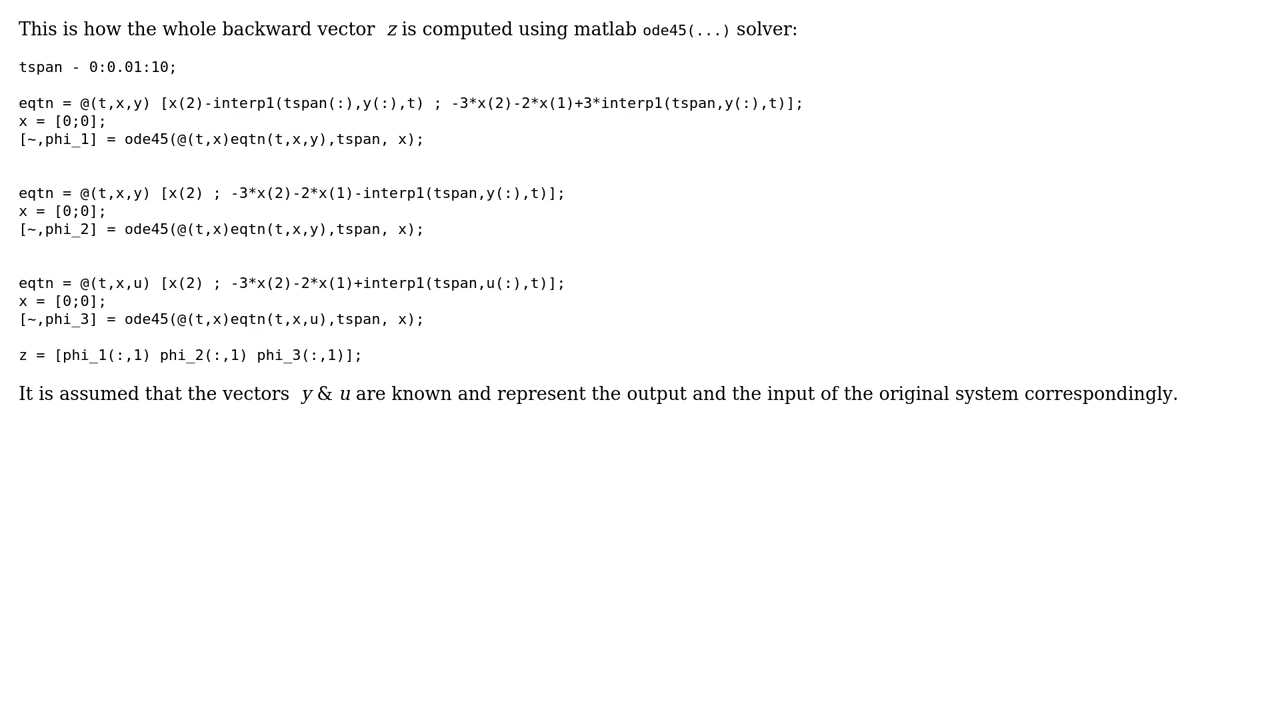 This is how the whole backward vector z is computed using matlab ode45(...) solver:
tspan - 0:0.01:10;
eqtn = @(t,x,y) [x(2)-interp1(tspan(:),y(:),t) ; -3*x(2)-2*x(1)+3*interp1(tspan,y(:),t)];
x = [0;0];
[~,phi_1] = ode45(@(t,x)eqtn(t,x,y),tspan, x);
eqtn = @(t,x,y) [x(2) ; -3*x(2)-2*x(1)-interp1(tspan,y(:),t)];
x = [0;0];
[~,phi_2] = ode45(@(t,x)eqtn(t,x,y),tspan, x);
eqtn = @(t,x,u) [x(2) ; -3*x(2)-2*x(1)+interp1(tspan,u(:),t)];
x = [0;0];
[~,phi_3] = ode45(@(t,x)eqtn(t,x,u),tspan, x);
z = [phi_1(:,1) phi_2(:,1) phi_3(:,1)];
It is assumed that the vectors y & u are known and represent the output and the input of the original system correspondingly.